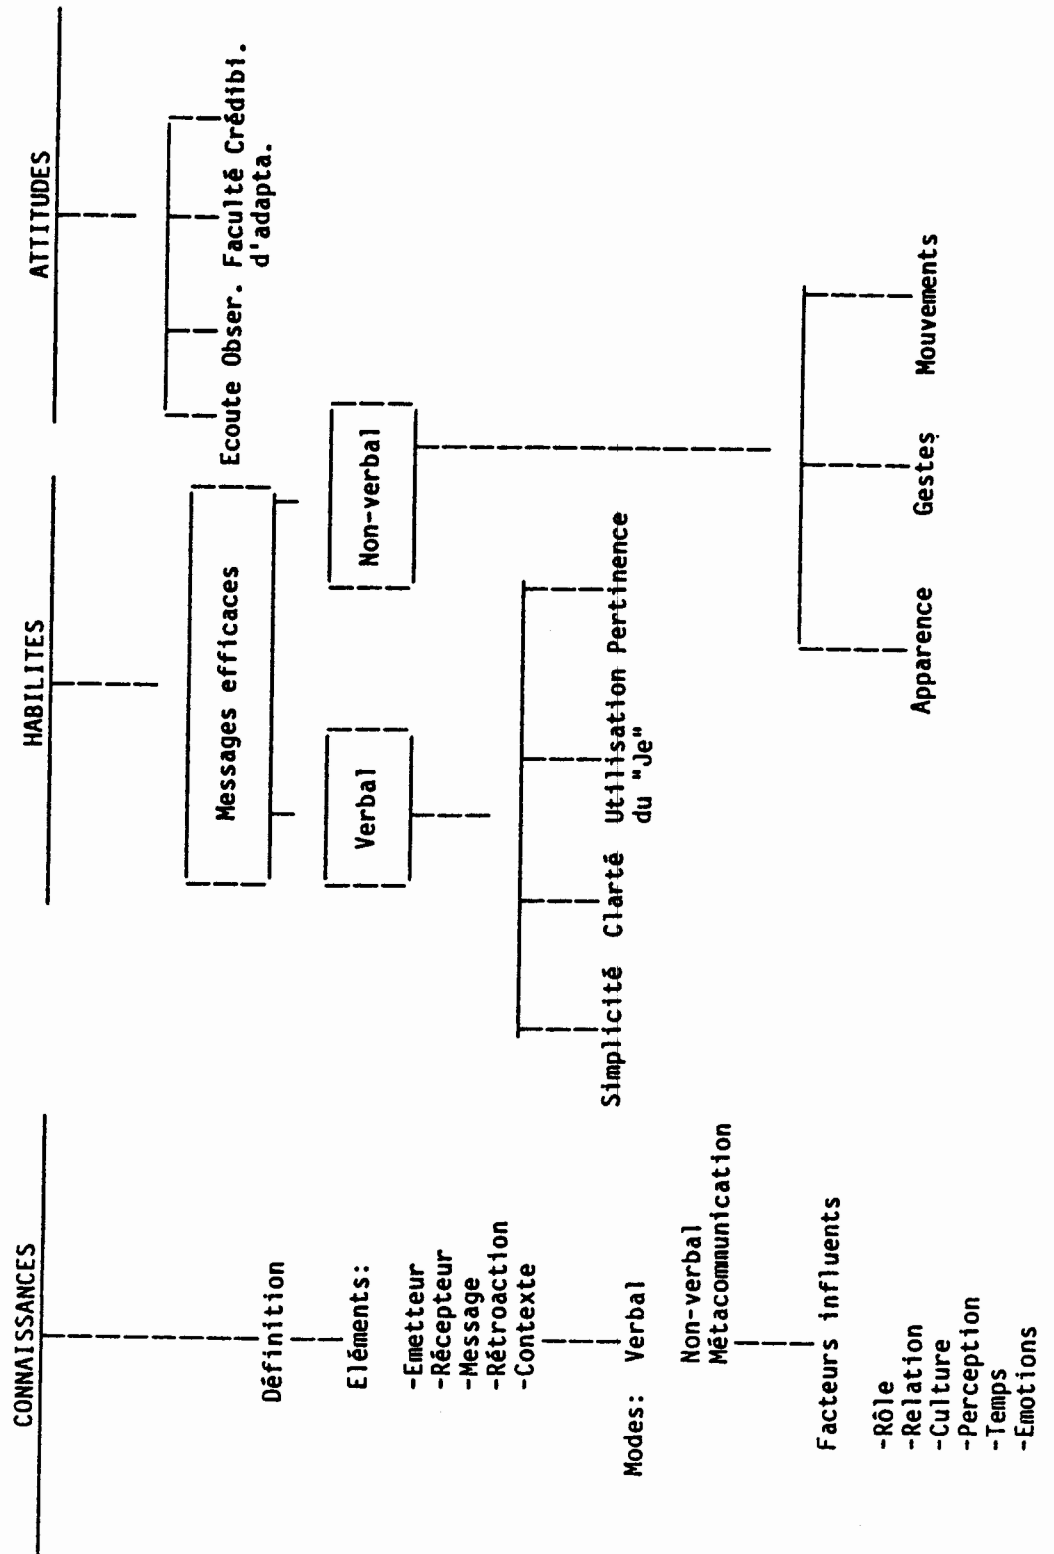 CONNAISSANCES
Définition
Eléments:
-Emetteur
-Récepteur
-Message
-Rétroaction
-Contexte
Modes: Verbal
Non-verbal
Métacommunication
Facteurs influents
-Rôle
-Relation
-Culture
-Perception
-Temps
-Emotions
HABILITES
Messages efficaces
Verbal
Non-verbal
Simplicité Clarté Utilisation Pertinence
du "Je"
Apparence Gestes Mouvements
ATTITUDES
Ecoute Obser. Faculté Crédibi.
d'adapta.